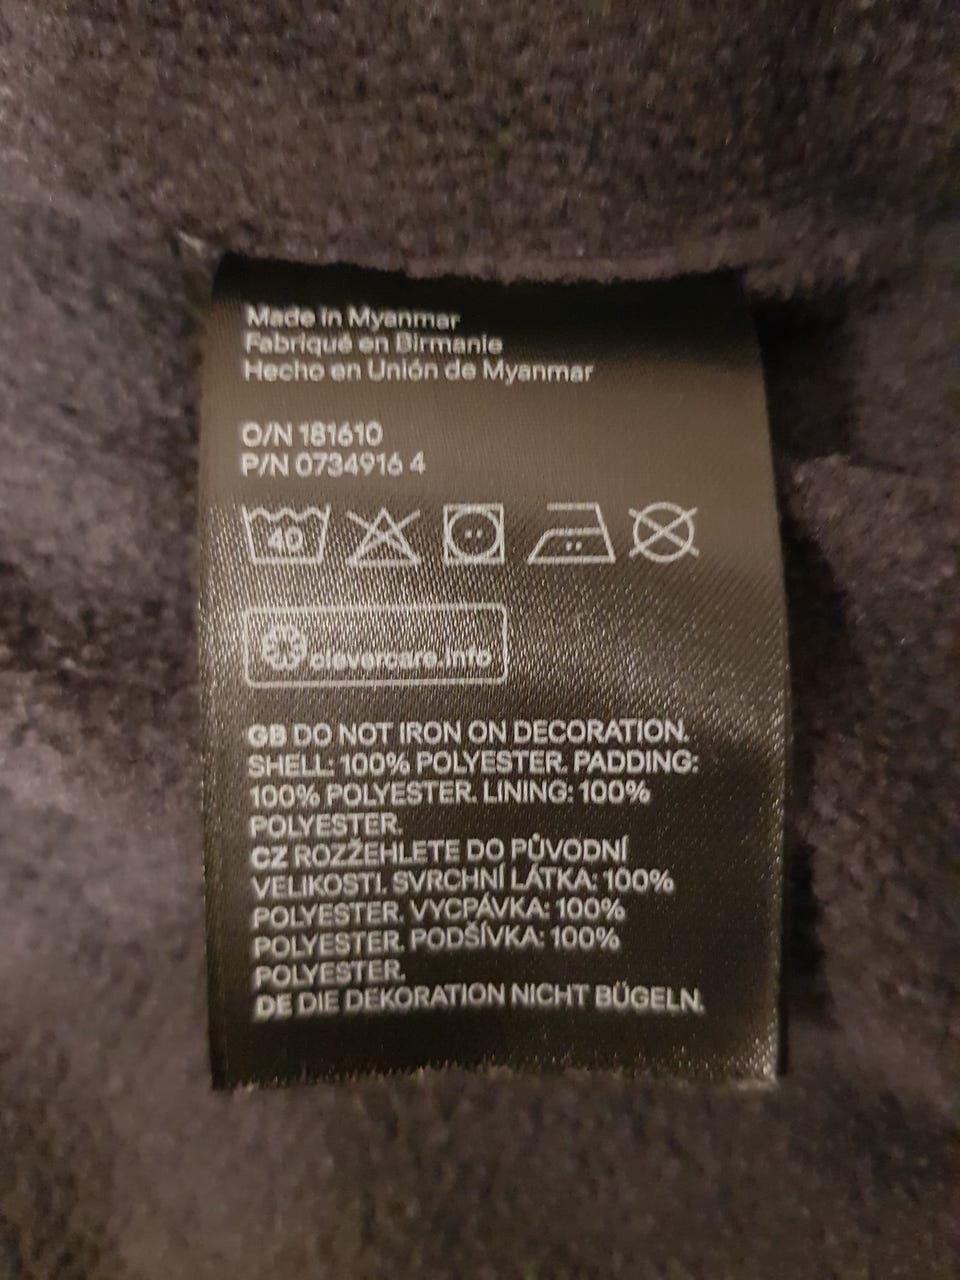 Made in Myanmar
Fabriqué en Birmanie
Hecho en Unión de Myanmar
O/N 181610
P/N 0734916 4
40
clevercare.info
GB DO NOT IRON ON DECORATION.
SHELL: 100% POLYESTER. PADDING:
100% POLYESTER. LINING: 100%
POLYESTER.
CZ ROZŽEHLETE DO PŮVODNÍ
VELIKOSTI. SVRCHNÍ LÁTKA: 100%
POLYESTER. VYCPÁVKA: 100%
POLYESTER. PODŠÍVKA: 100%
POLYESTER.
DE DIE DEKORATION NICHT BÜGELN.